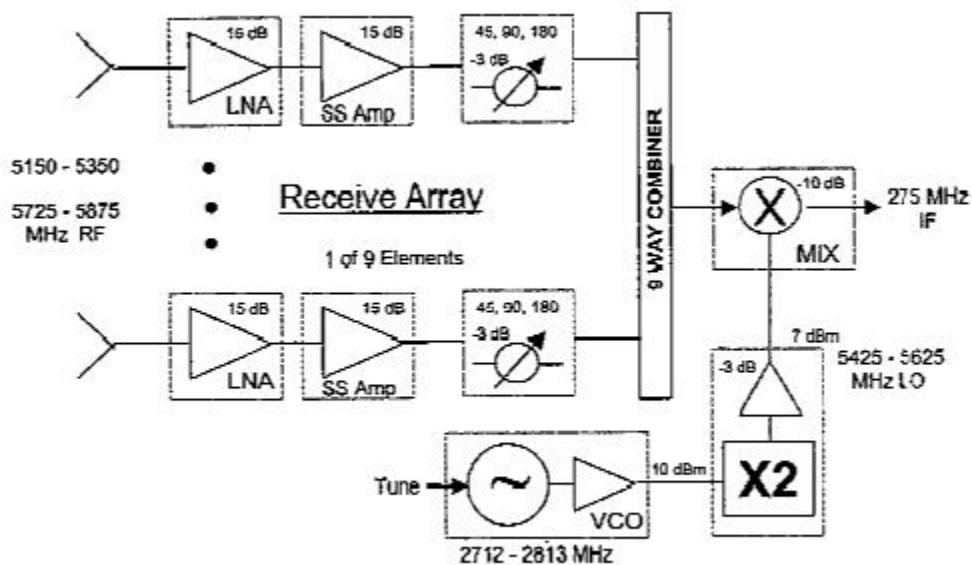 16 dB
LNA
15 dB
SS Amp
45, 90, 180
-3 dB
5150 - 5350
5725 - 5875
MHz RF
Receive Array
1 of 9 Elements
9 WAY COMBINER
X
-10 dB
MIX
275 MHz
IF
15 dB
LNA
15 dB
SS Amp
45, 90, 180
-3 dB
7 dBm
-3 dB
5425 - 5625
MHz LO
X2
Tune
~
VCO
10 dBm
2712 - 2813 MHz